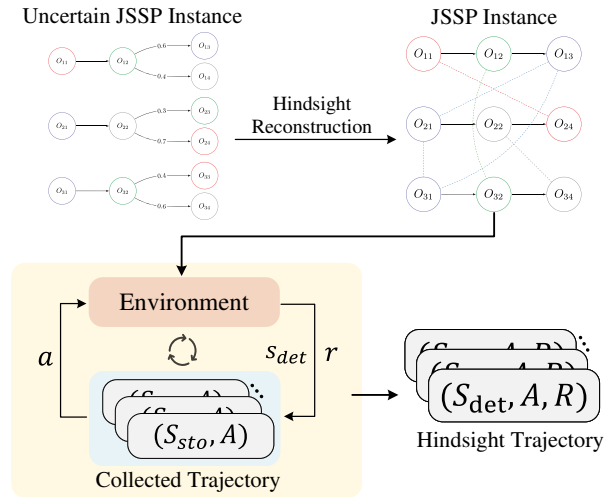 Uncertain JSSP Instance
JSSP Instance
O11 O12 0.6 O13
0.4 O14
O21 O22 0.3 O23
0.7 O24
O31 O32 0.4 O33
0.6 O34
Hindsight
Reconstruction
O11 O12 O13
O21 O22 O24
O31 O32 O34
Environment
a
s_det
r
(S_sto, A)
Collected Trajectory
(S_det, A, R)
Hindsight Trajectory